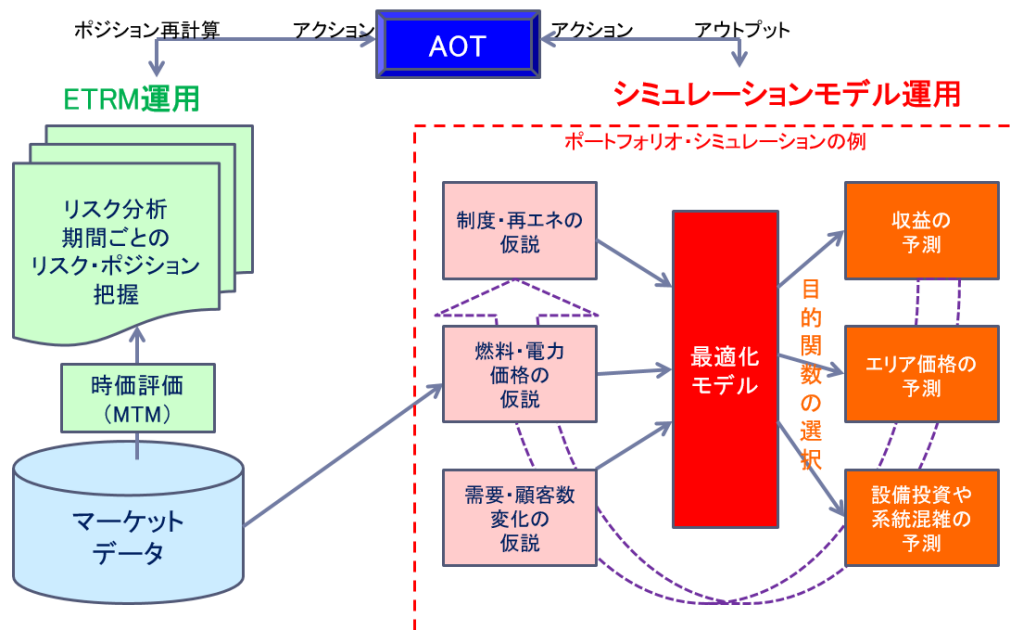 ポジション再計算
アクション
AOT
アクション
アウトプット
ETRM運用
シミュレーションモデル運用
ポートフォリオ・シミュレーションの例
リスク分析
期間ごとの
リスク・ポジション
把握
時価評価
（MTM）
マーケット
データ
制度・再エネの
仮説
燃料・電力
価格の
仮説
需要・顧客数
変化の
仮説
最適化
モデル
目的関数の選択
収益の
予測
エリア価格の
予測
設備投資や
系統混雑の
予測